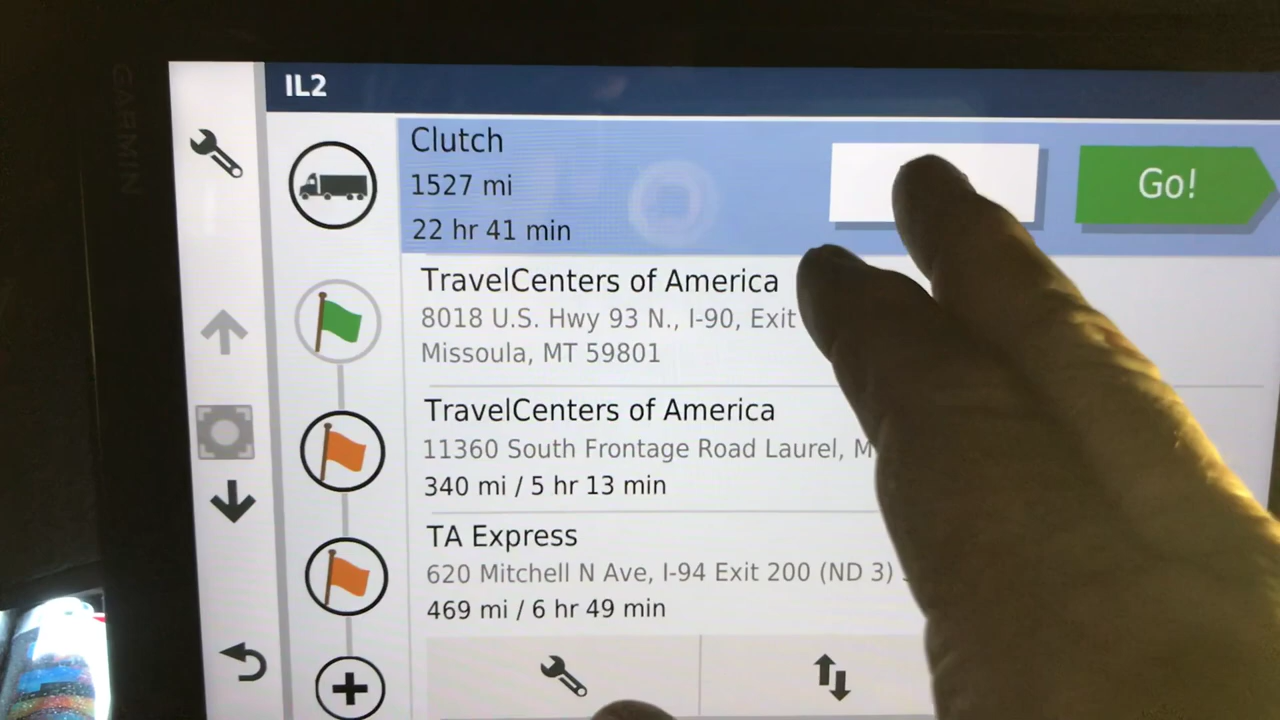 GARMIN
IL2
Clutch
1527 mi
22 hr 41 min
Go!
TravelCenters of America
8018 U.S. Hwy 93 N., I-90, Exit
Missoula, MT 59801
TravelCenters of America
11360 South Frontage Road Laurel, M
340 mi / 5 hr 13 min
TA Express
620 Mitchell N Ave, I-94 Exit 200 (ND 3)
469 mi / 6 hr 49 min